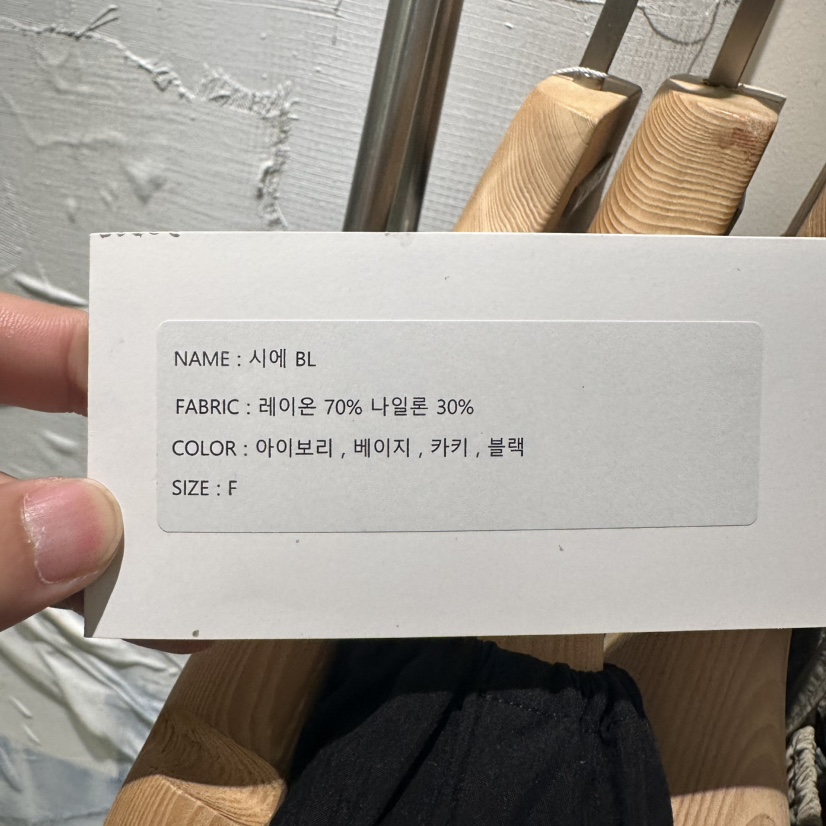 NAME : 시에 BL
FABRIC : 레이온 70% 나일론 30%
COLOR : 아이보리 , 베이지 , 카키 , 블랙
SIZE : F